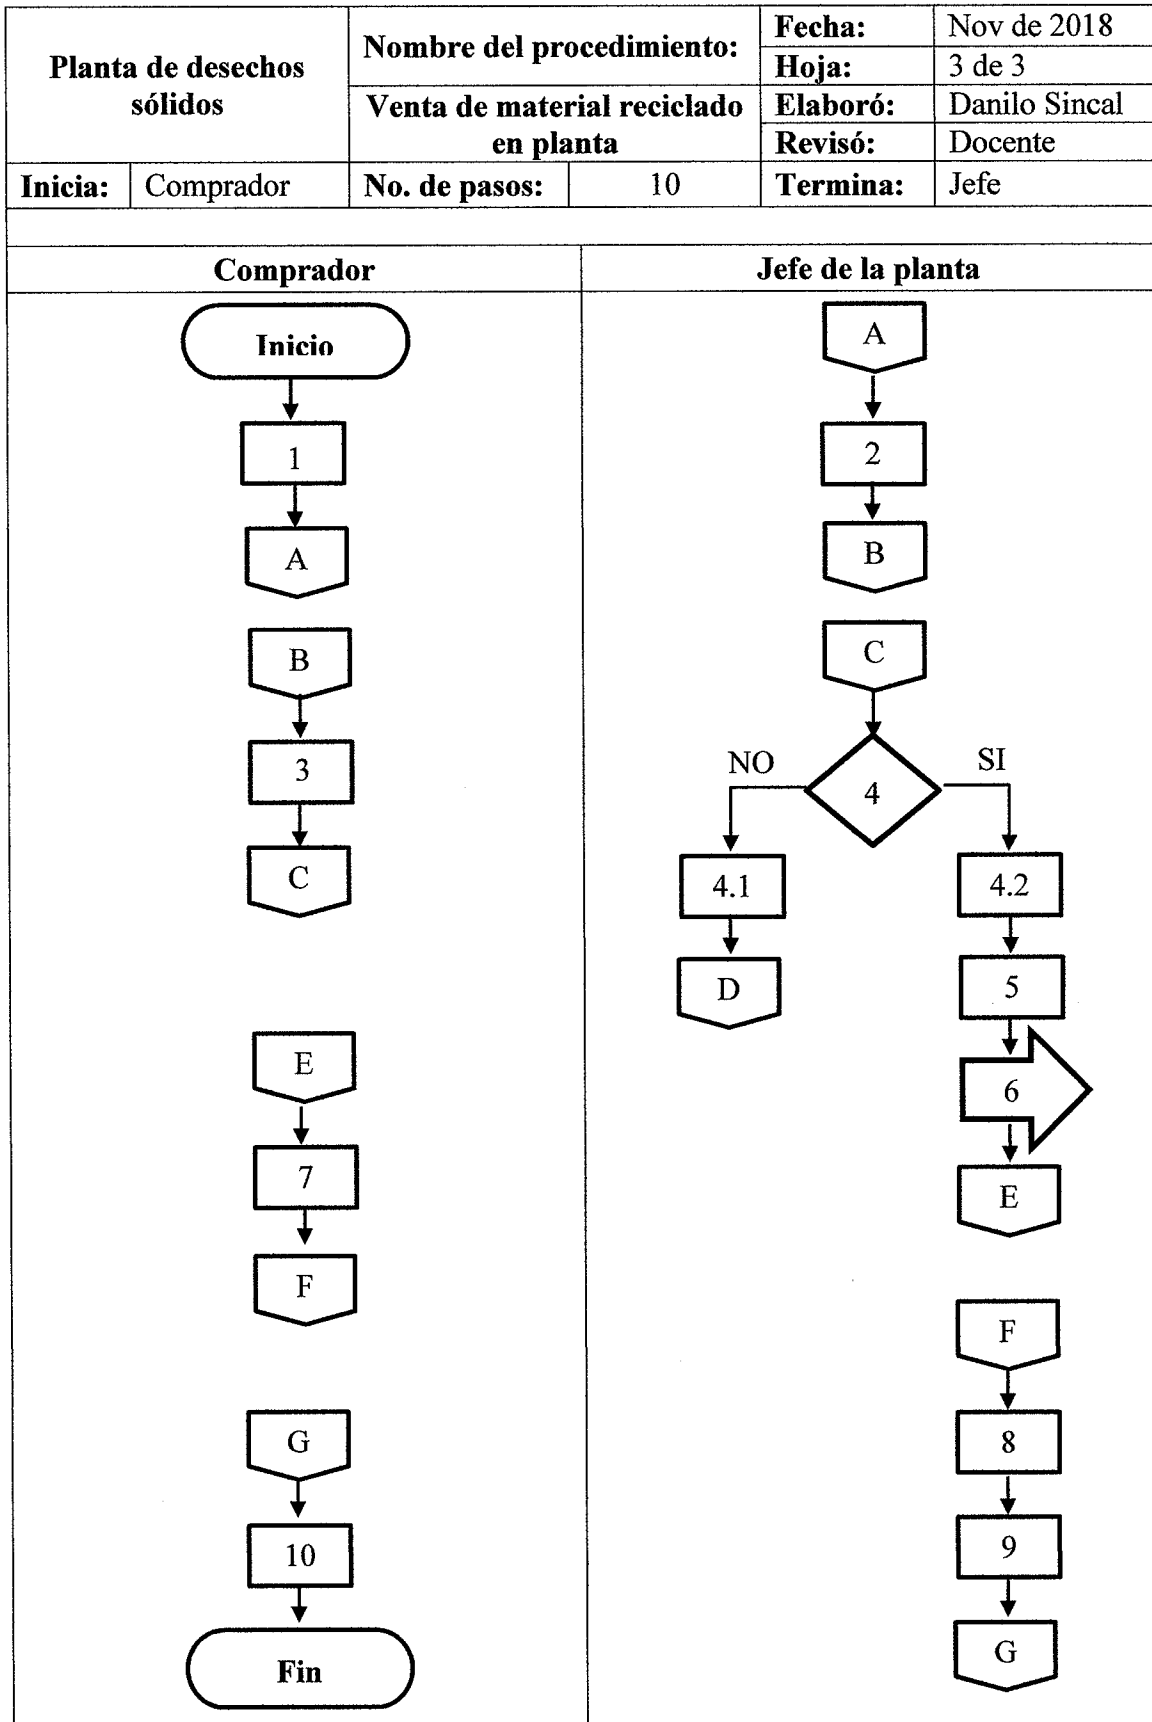 Planta de desechos sólidos
Nombre del procedimiento:
Fecha: Nov de 2018
Hoja: 3 de 3
Venta de material reciclado en planta
Elaboró: Danilo Sincal
Revisó: Docente
Inicia: Comprador No. de pasos: 10 Termina: Jefe
Comprador
Jefe de la planta
Inicio
1
A
B
3
C
E
7
F
G
10
Fin
A
2
B
C
NO
4
SI
4.1
D
4.2
5
6
E
F
8
9
G